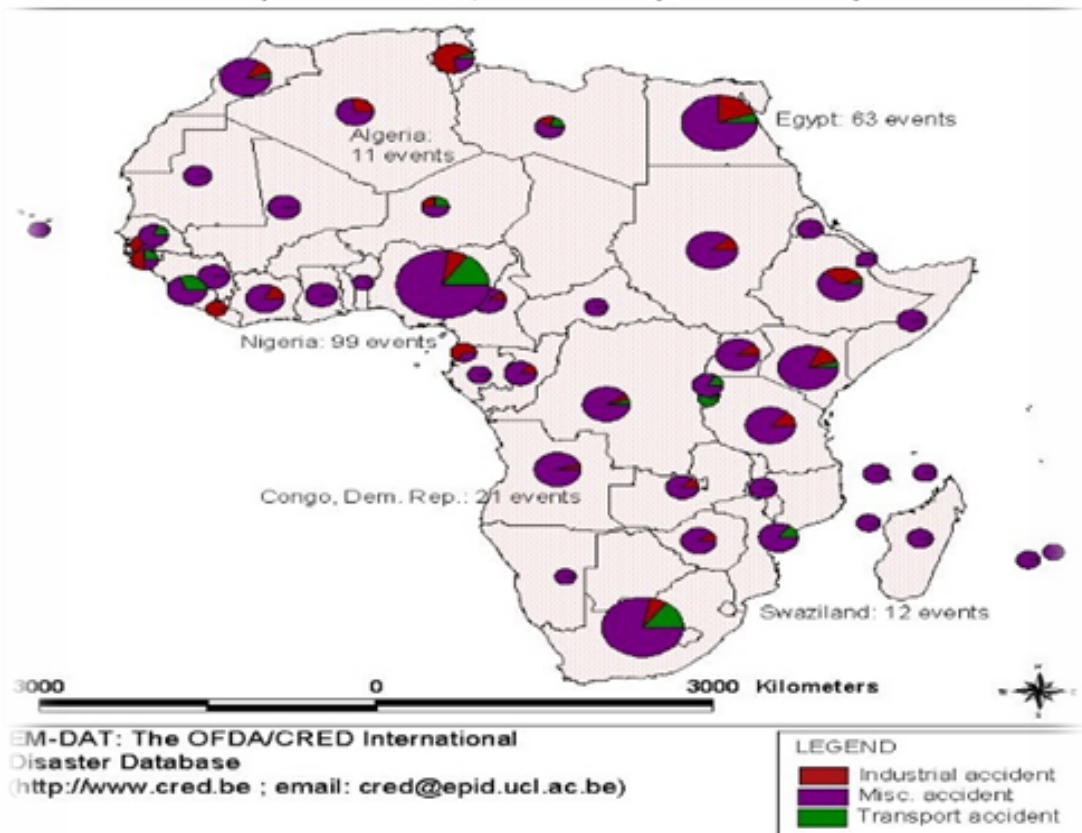 Egypt: 63 events
Algeria:
11 events
Nigeria: 99 events
Congo, Dem. Rep.: 21 events
Swaziland: 12 events
3000 0 3000 Kilometers
EM-DAT: The OFDA/CRED International
Disaster Database
(http://www.cred.be ; email: cred@epid.ucl.ac.be)
LEGEND
Industrial accident
Misc. accident
Transport accident